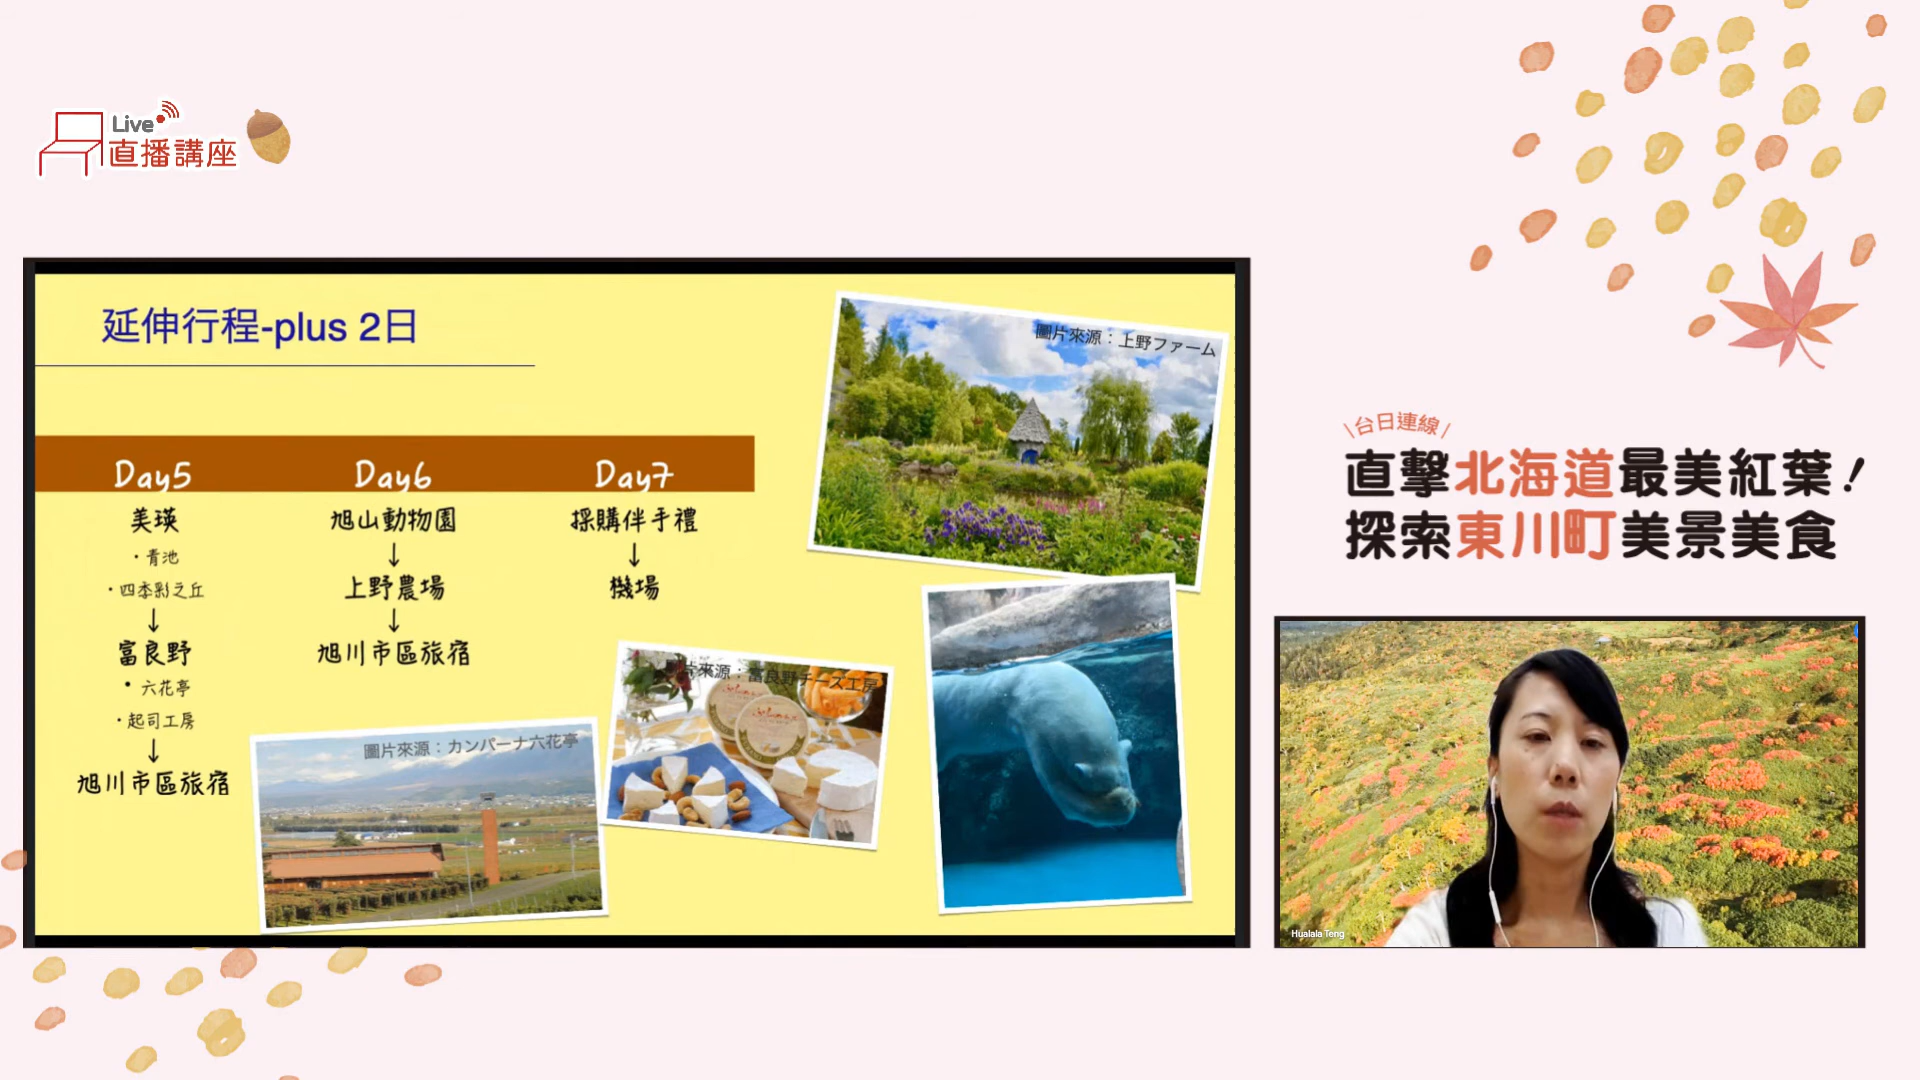 Live
直播講座
延伸行程-plus 2日
Day5
美瑛
・青池
・四季彩之丘
↓
富良野
• 六花亭
・起司工房
↓
旭川市區旅宿
Day6
旭山動物園
↓
上野農場
↓
旭川市區旅宿
Day7
採購伴手禮
↓
機場
圖片來源：上野ファーム
圖片來源：カンパーナ六花亭
片來源：富良野チーズ工房
\台日連線/
直擊北海道最美紅葉！
探索東川町美景美食
Hualala Teng